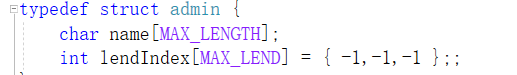 typedef struct admin {
char name[MAX_LENGTH];
int lendIndex[MAX_LEND] = { -1,-1,-1 };;